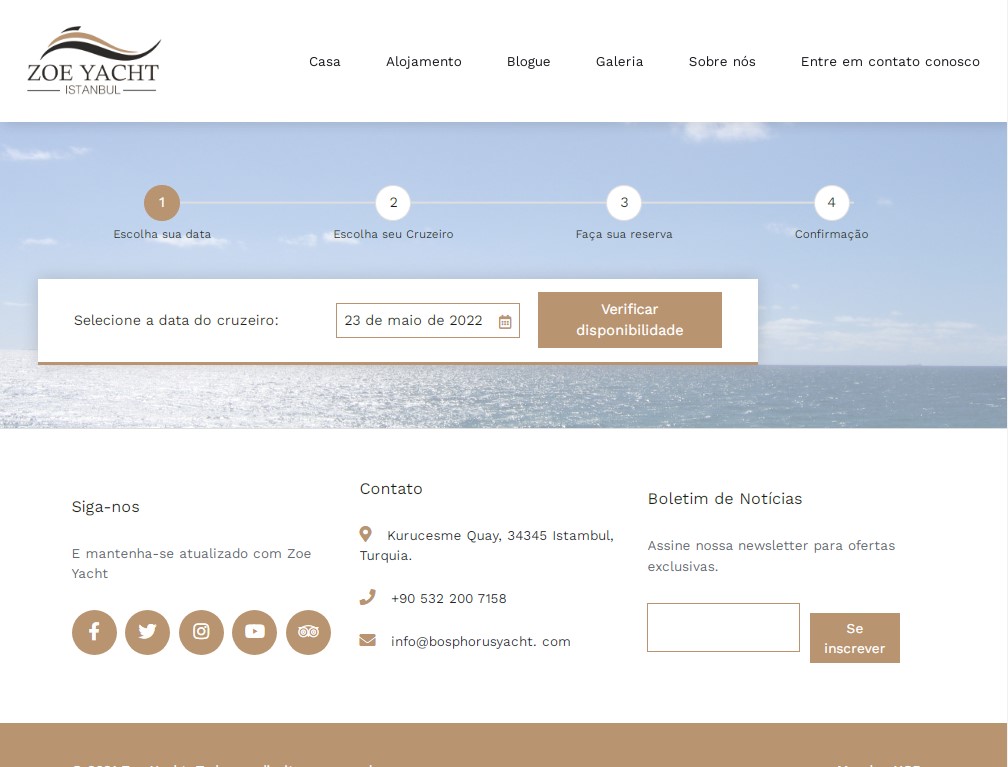 ZOE YACHT
ISTANBUL
Casa
Alojamento
Blogue
Galeria
Sobre nós
Entre em contato conosco
1
2
3
4
Escolha sua data
Escolha seu Cruzeiro
Faça sua reserva
Confirmação
Selecione a data do cruzeiro:
23 de maio de 2022
Verificar
disponibilidade
Siga-nos
E mantenha-se atualizado com Zoe
Yacht
Contato
Kurucesme Quay, 34345 Istambul,
Turquia.
+90 532 200 7158
info@bosphorusyacht. com
Boletim de Notícias
Assine nossa newsletter para ofertas
exclusivas.
Se
inscrever